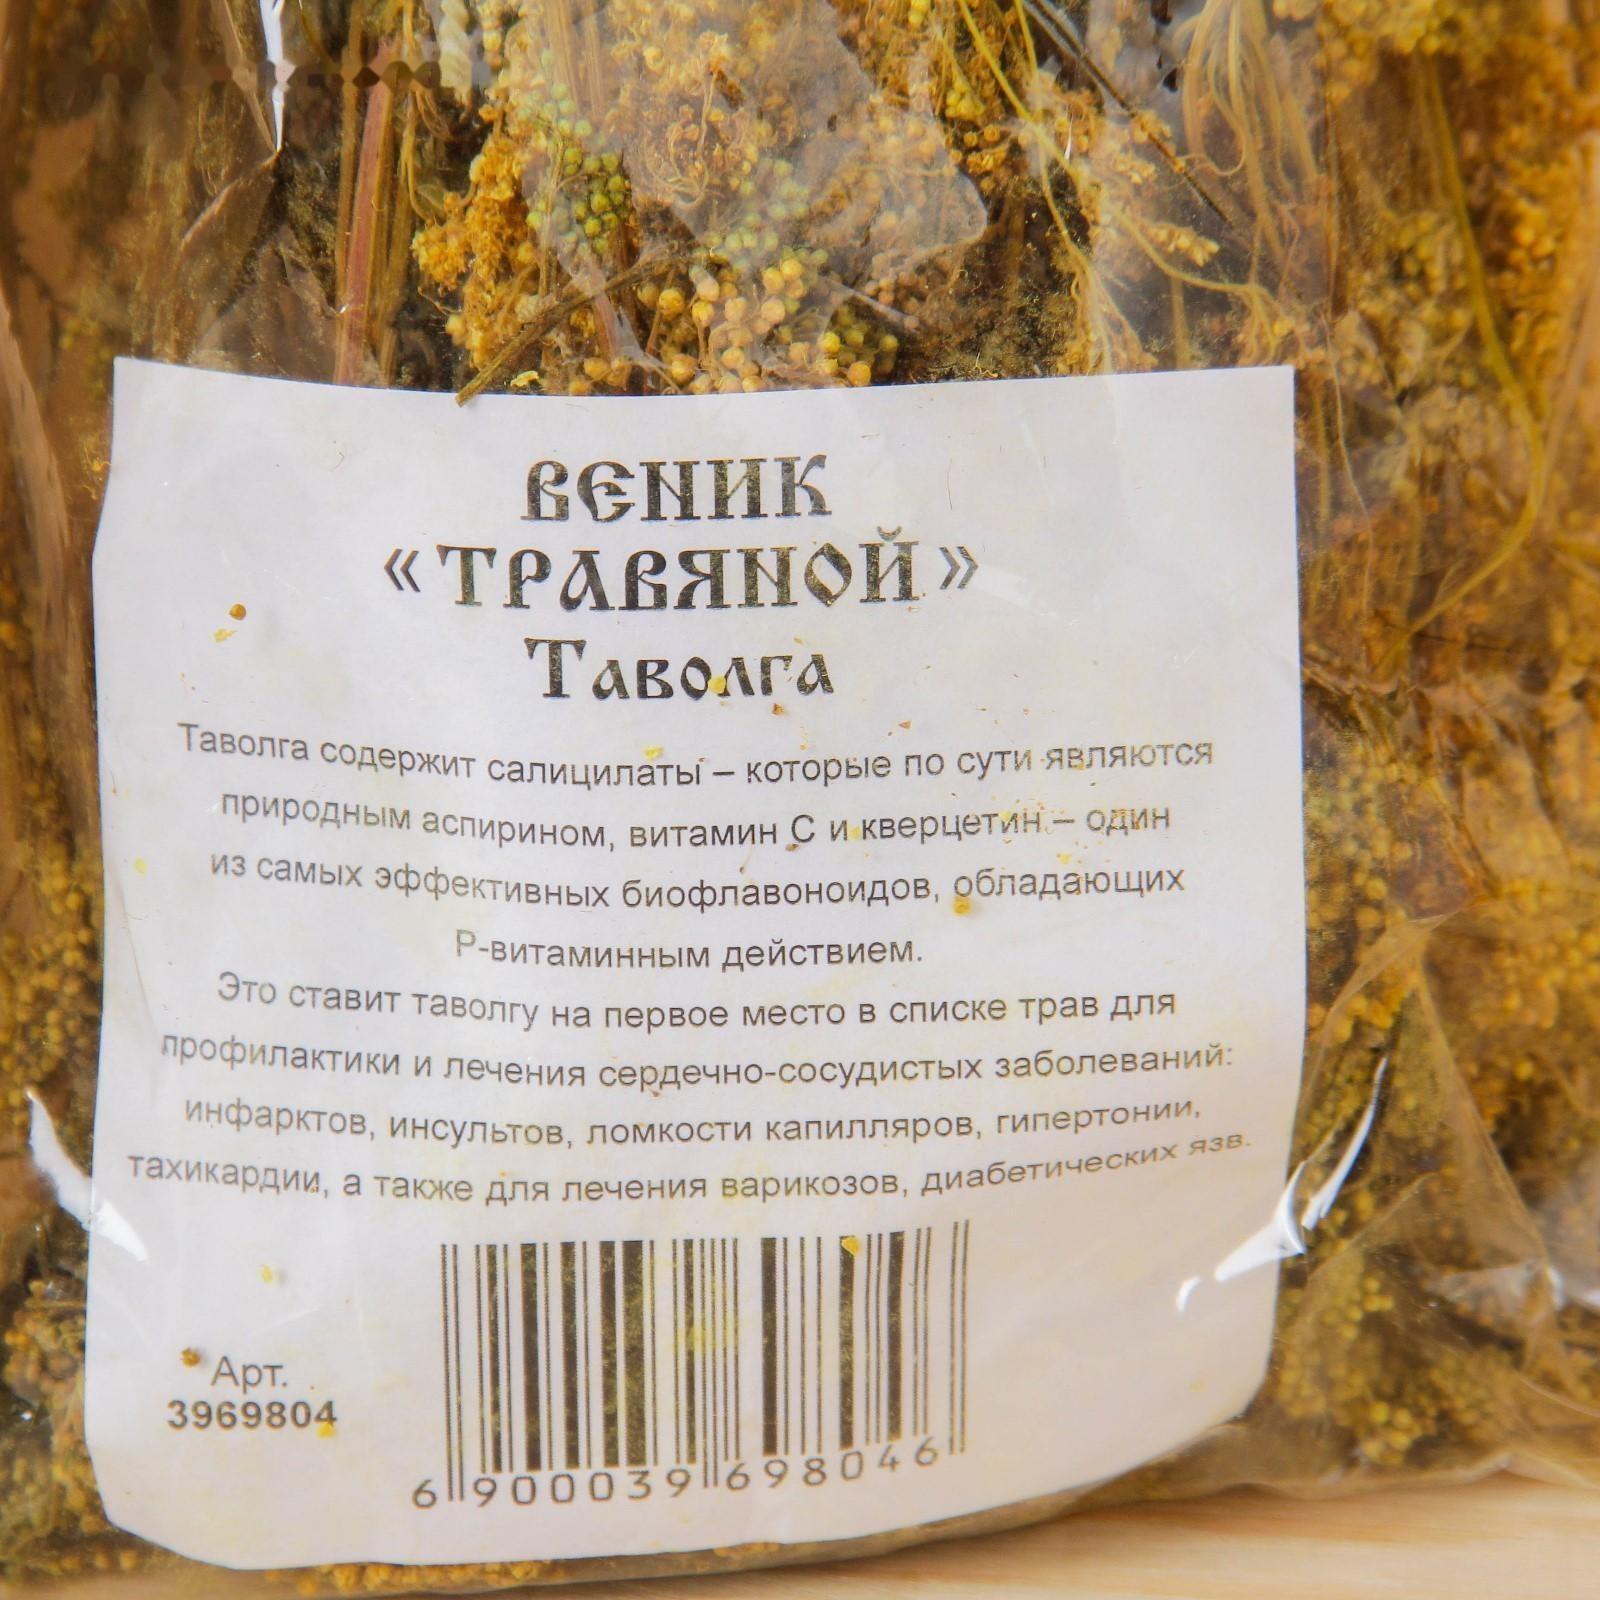 ВЕНИК
«ТРАВЯНОЙ»
Таволга
Таволга содержит салицилаты – которые по сути являются
природным аспирином, витамин С и кверцетин – один
из самых эффективных биофлавоноидов, обладающих
Р-витаминным действием.
Это ставит таволгу на первое место в списке трав для
профилактики и лечения сердечно-сосудистых заболеваний:
инфарктов, инсультов, ломкости капилляров, гипертонии,
тахикардии, а также для лечения варикозов, диабетических язв.
Арт.
3969804
6 900039 698046